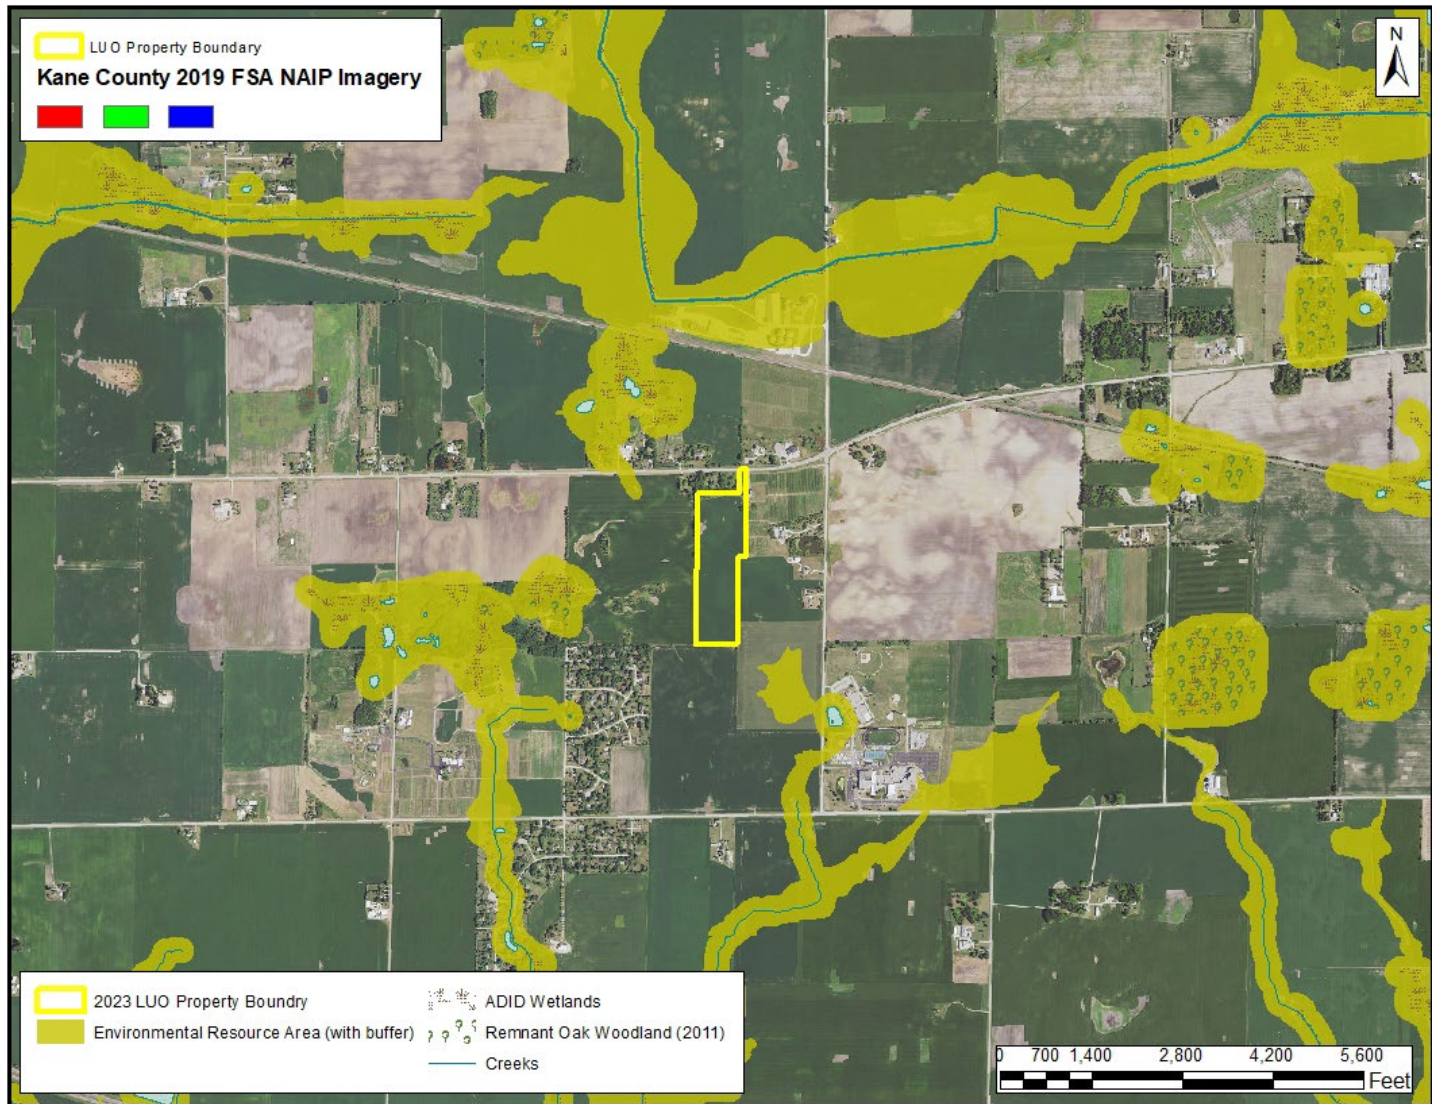 LUO Property Boundary
Kane County 2019 FSA NAIP Imagery
N
2023 LUO Property Boundry
Environmental Resource Area (with buffer)
ADID Wetlands
Remnant Oak Woodland (2011)
Creeks
0 700 1,400 2,800 4,200 5,600
Feet